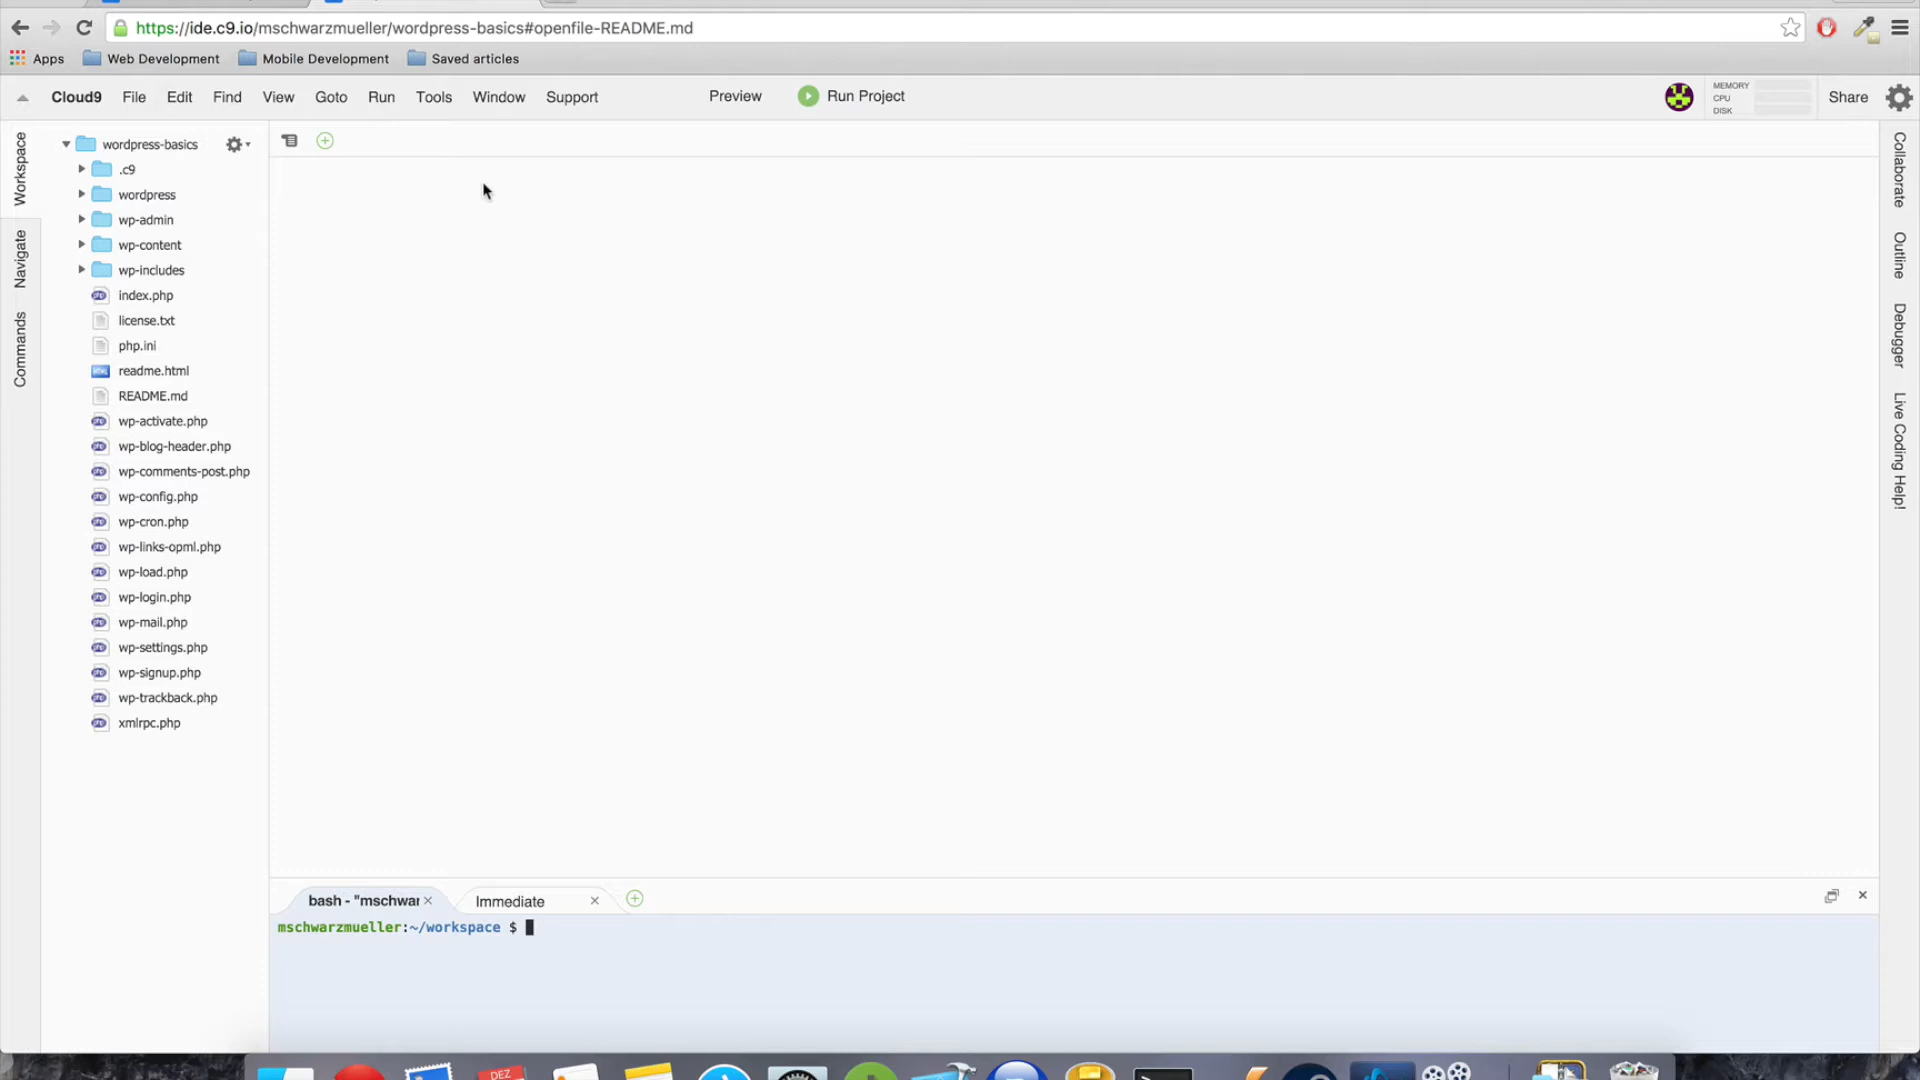 https://ide.c9.io/mschwarzmueller/wordpress-basics#openfile-README.md
Apps Web Development Mobile Development Saved articles
Cloud9 File Edit Find View Goto Run Tools Window Support Preview Run Project MEMORY CPU DISK Share
Workspace
Navigate
Commands
wordpress-basics
.c9
wordpress
wp-admin
wp-content
wp-includes
index.php
license.txt
php.ini
readme.html
README.md
wp-activate.php
wp-blog-header.php
wp-comments-post.php
wp-config.php
wp-cron.php
wp-links-opml.php
wp-load.php
wp-login.php
wp-mail.php
wp-settings.php
wp-signup.php
wp-trackback.php
xmlrpc.php
Collaborate
Outline
Debugger
Live Coding Help!
bash - "mschwar Immediate
mschwarzmueller:~/workspace $
DEZ